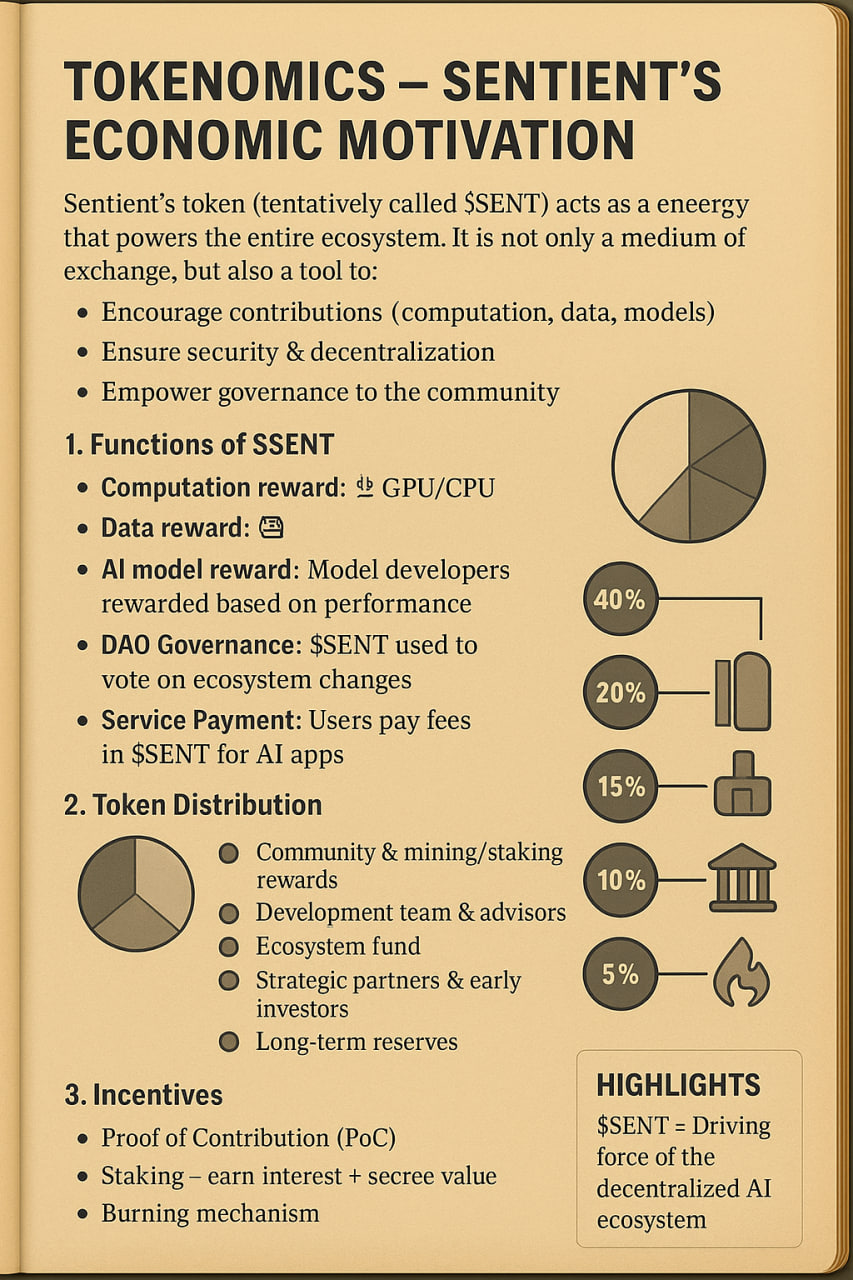 TOKENOMICS – SENTIENT'S
ECONOMIC MOTIVATION
Sentient's token (tentatively called $SENT) acts as a eneergy
that powers the entire ecosystem. It is not only a medium of
exchange, but also a tool to:
• Encourage contributions (computation, data, models)
• Ensure security & decentralization
• Empower governance to the community
1. Functions of SSENT
• Computation reward: GPU/CPU
• Data reward:
• AI model reward: Model developers
rewarded based on performance
• DAO Governance: $SENT used to
vote on ecosystem changes
• Service Payment: Users pay fees
in $SENT for AI apps
2. Token Distribution
Community & mining/staking
rewards
Development team & advisors
Ecosystem fund
Strategic partners & early
investors
Long-term reserves
40%
20%
15%
10%
5%
3. Incentives
• Proof of Contribution (PoC)
• Staking – earn interest + secree value
• Burning mechanism
HIGHLIGHTS
$SENT = Driving
force of the
decentralized AI
ecosystem